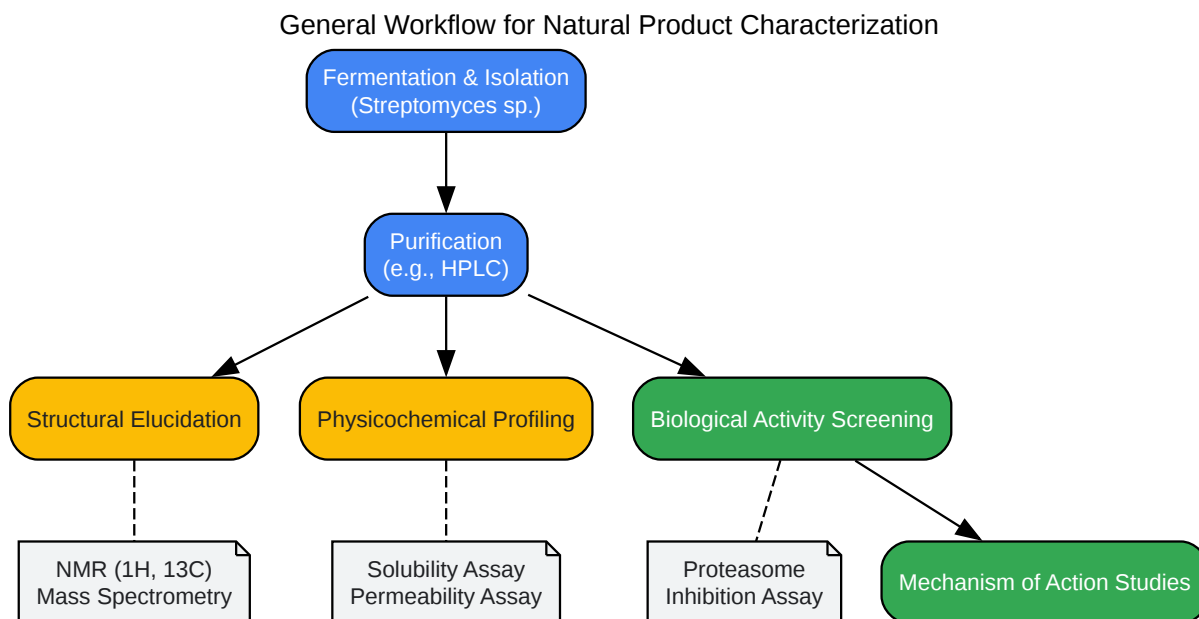 General Workflow for Natural Product Characterization
Fermentation & Isolation
(Streptomyces sp.)
Purification
(e.g., HPLC)
Structural Elucidation
Physicochemical Profiling
Biological Activity Screening
NMR (1H, 13C)
Mass Spectrometry
Solubility Assay
Permeability Assay
Proteasome
Inhibition Assay
Mechanism of Action Studies